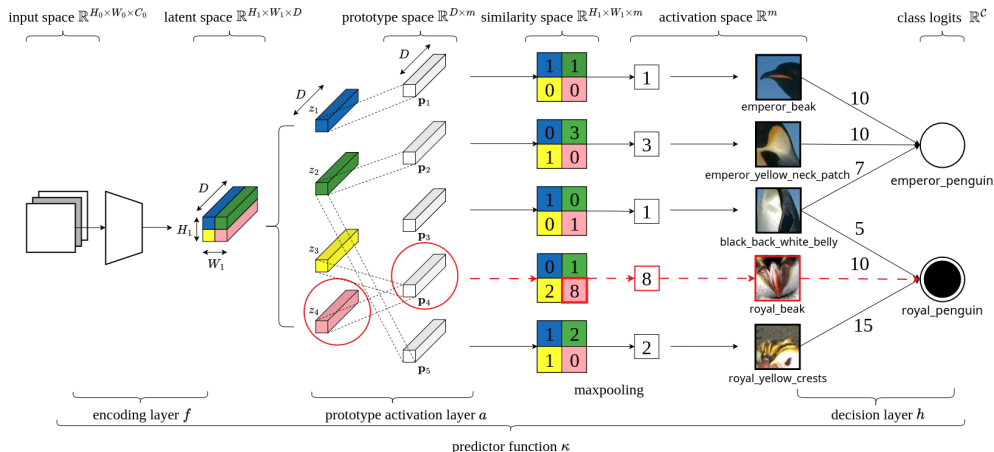 input space ℝ^{H₀×W₀×C₀}
latent space ℝ^{H₁×W₁×D}
prototype space ℝ^{D×m}
similarity space ℝ^{H₁×W₁×m}
activation space ℝ^m
class logits ℝ^𝒞
D
H₁
W₁
D
z₁
z₂
z₃
z₄
D
p₁
p₂
p₃
p₄
p₅
1 1
0 0
1
emperor_beak
0 3
1 0
3
emperor_yellow_neck_patch
1 0
0 1
1
black_back_white_belly
0 1
2 8
8
royal_beak
1 2
1 0
2
royal_yellow_crests
10
10
7
5
10
15
emperor_penguin
royal_penguin
maxpooling
encoding layer f
prototype activation layer a
decision layer h
predictor function κ